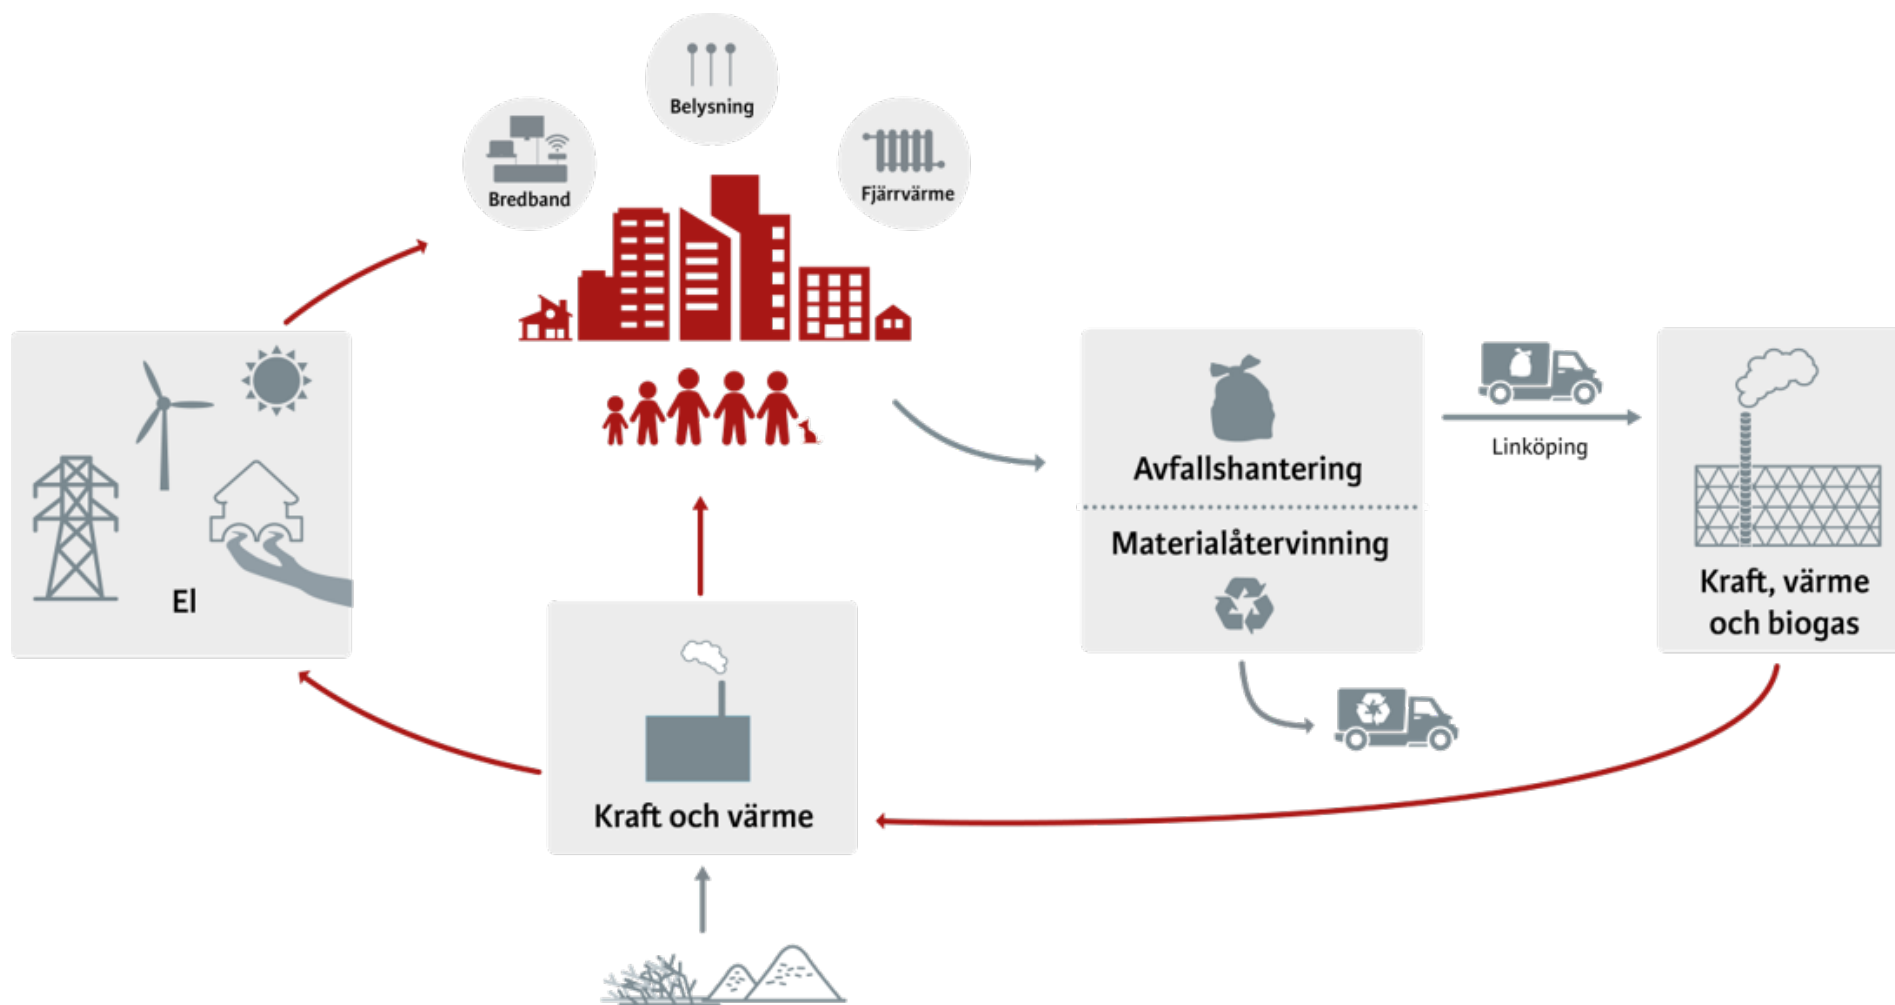 Belysning
Bredband
Fjärrvärme
El
Avfallshantering
Materialåtervinning
Linköping
Kraft, värme
och biogas
Kraft och värme